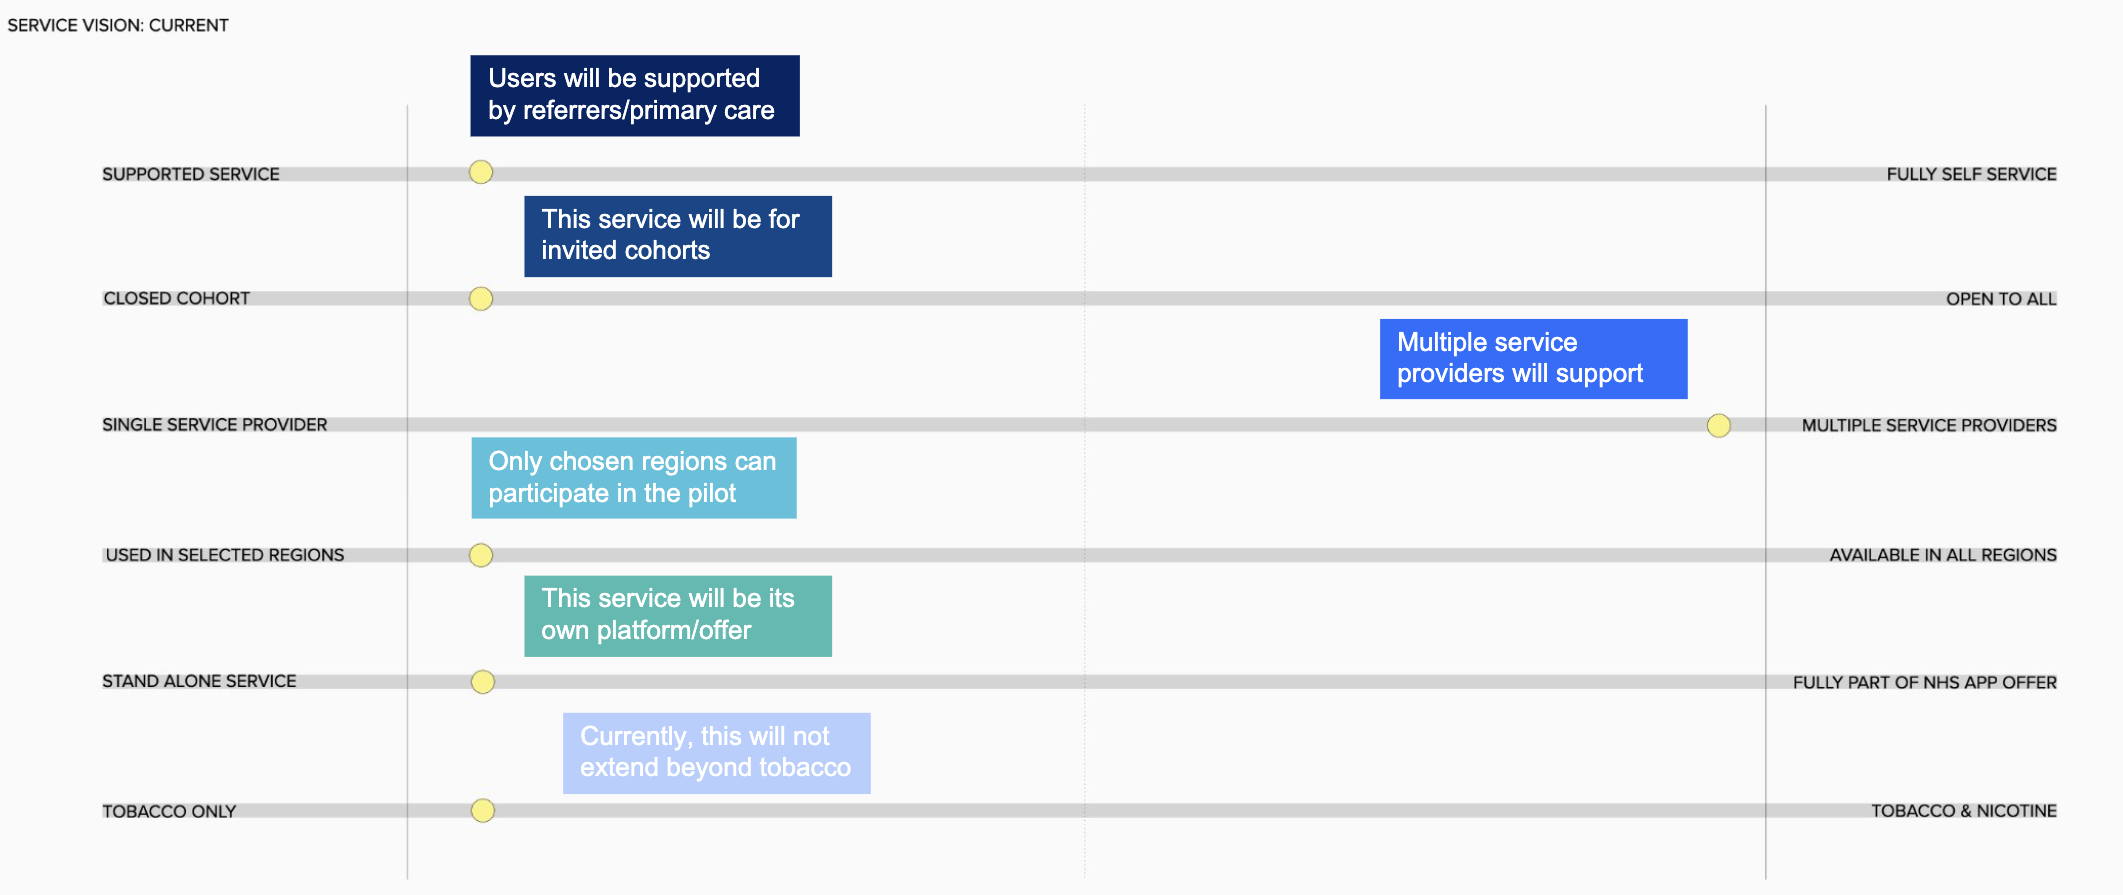 SERVICE VISION: CURRENT
Users will be supported
by referrers/primary care
SUPPORTED SERVICE
FULLY SELF SERVICE
This service will be for
invited cohorts
CLOSED COHORT
OPEN TO ALL
Multiple service
providers will support
SINGLE SERVICE PROVIDER
MULTIPLE SERVICE PROVIDERS
Only chosen regions can
participate in the pilot
USED IN SELECTED REGIONS
AVAILABLE IN ALL REGIONS
This service will be its
own platform/offer
STAND ALONE SERVICE
FULLY PART OF NHS APP OFFER
Currently, this will not
extend beyond tobacco
TOBACCO ONLY
TOBACCO & NICOTINE